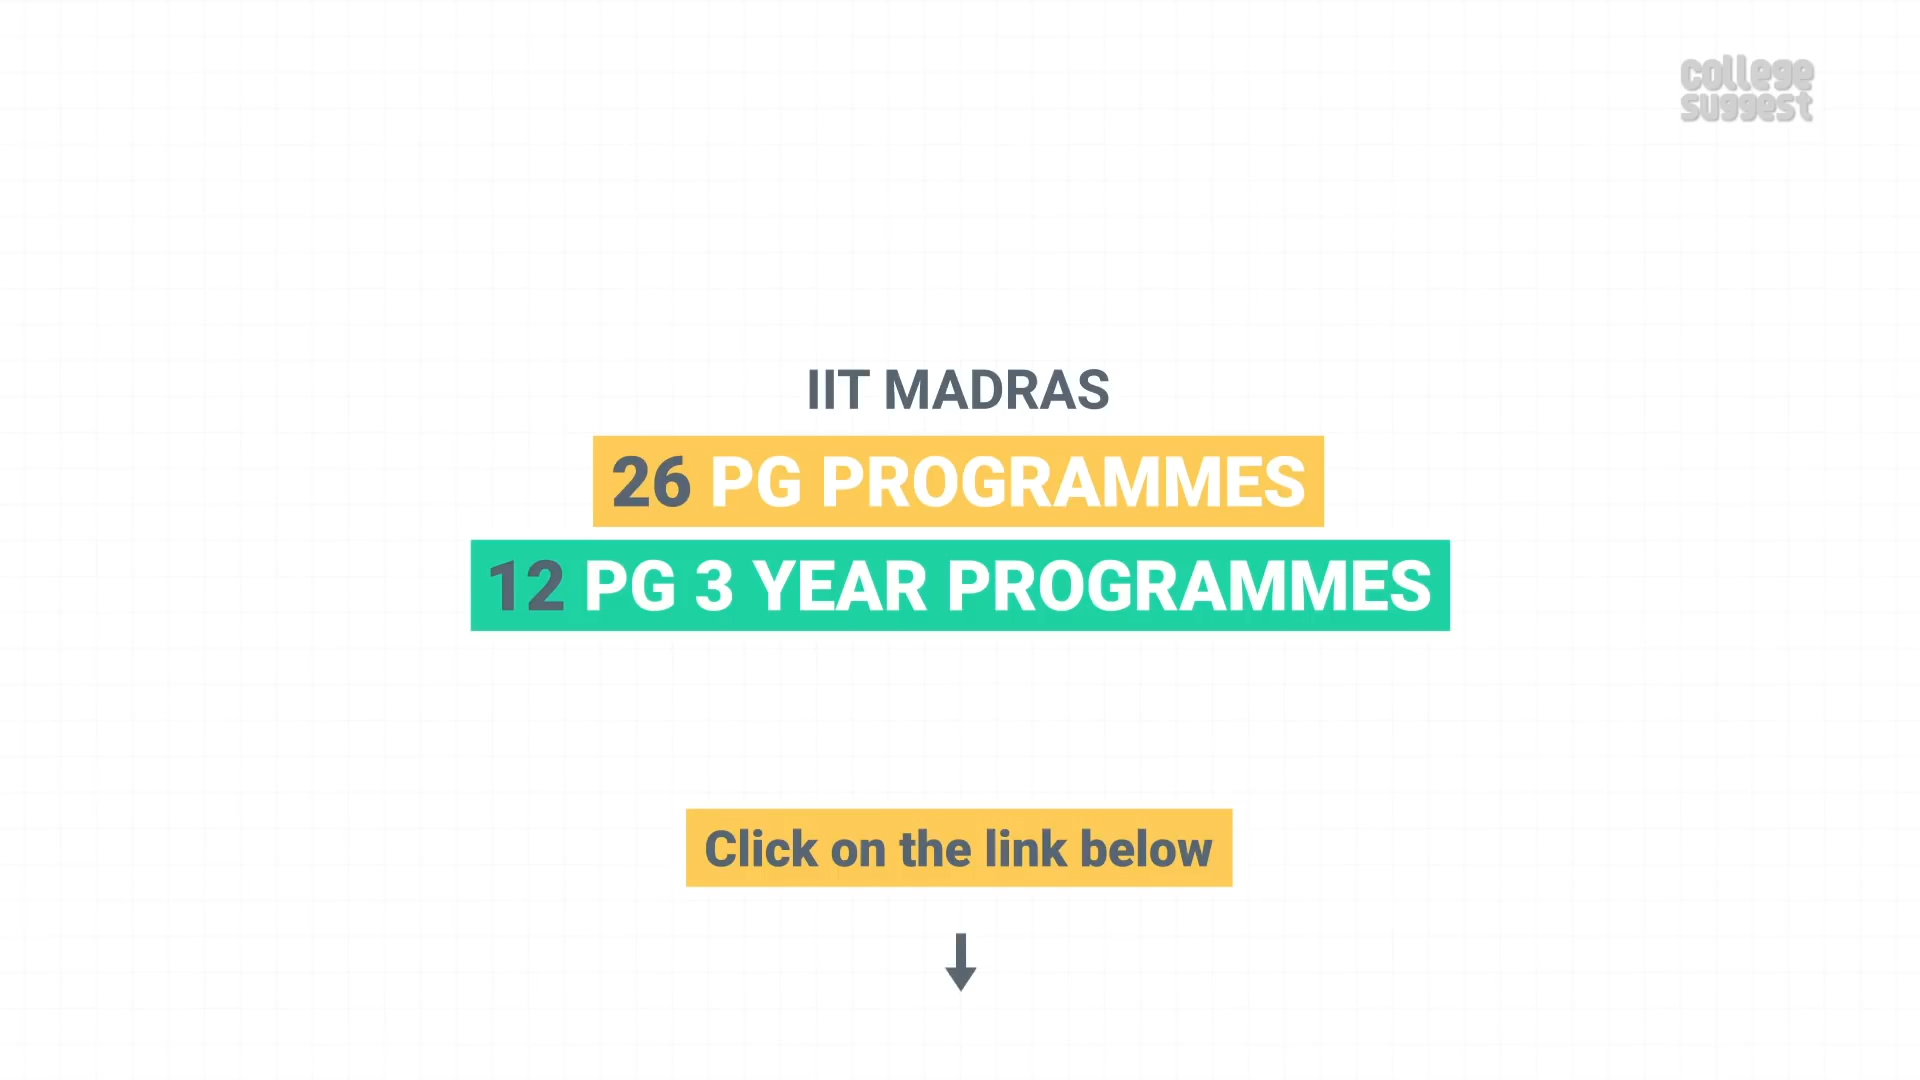 college
suggest
IIT MADRAS
26 PG PROGRAMMES
12 PG 3 YEAR PROGRAMMES
Click on the link below